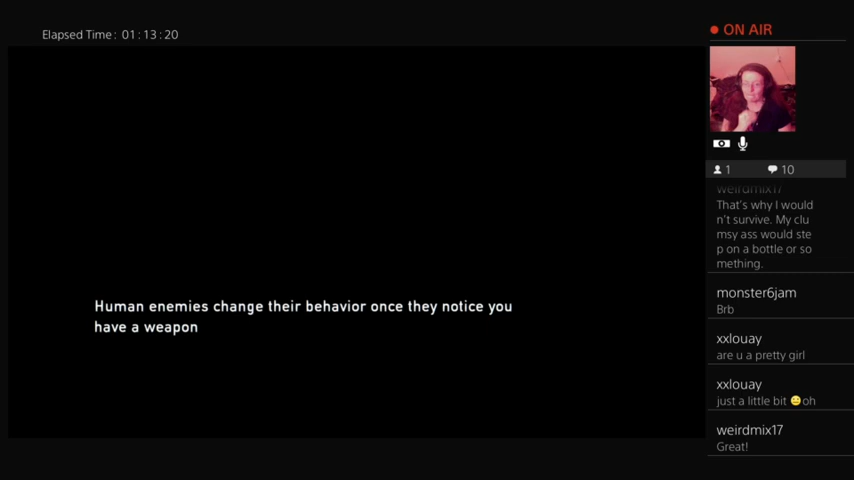 Elapsed Time: 01:13:20
ON AIR
1
10
weirdmix17
That's why I would
n't survive. My clu
msy ass would ste
p on a bottle or so
mething.
monster6jam
Brb
xxlouay
are u a pretty girl
xxlouay
just a little bit 😀oh
weirdmix17
Great!
Human enemies change their behavior once they notice you
have a weapon